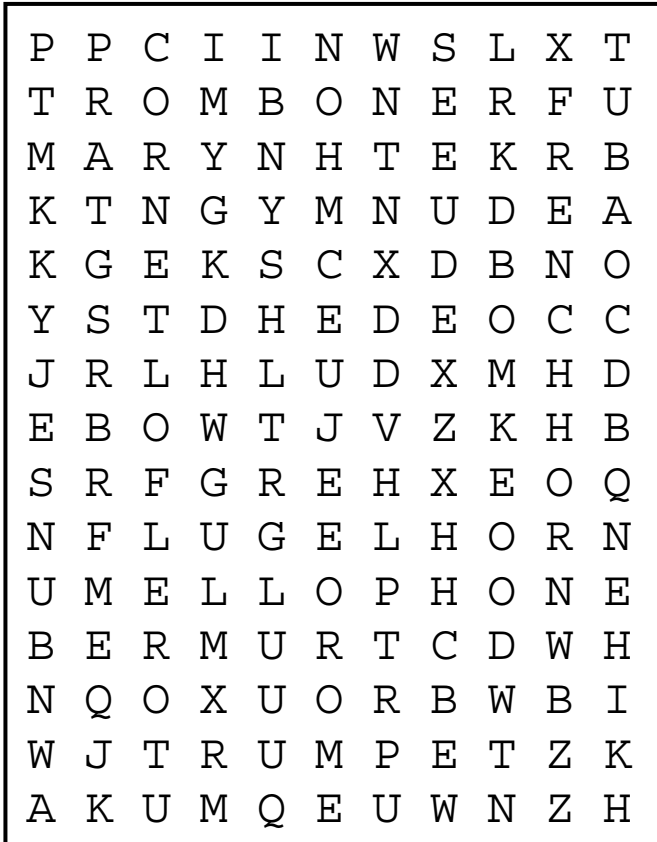 P P C I I N W S L X T
T R O M B O N E R F U
M A R Y N H T E K R B
K T N G Y M N U D E A
K G E K S C X D B N O
Y S T D H E D E O C C
J R L H L U D X M H D
E B O W T J V Z K H B
S R F G R E H X E O Q
N F L U G E L H O R N
U M E L L O P H O N E
B E R M U R T C D W H
N Q O X U O R B W B I
W J T R U M P E T Z K
A K U M Q E U W N Z H